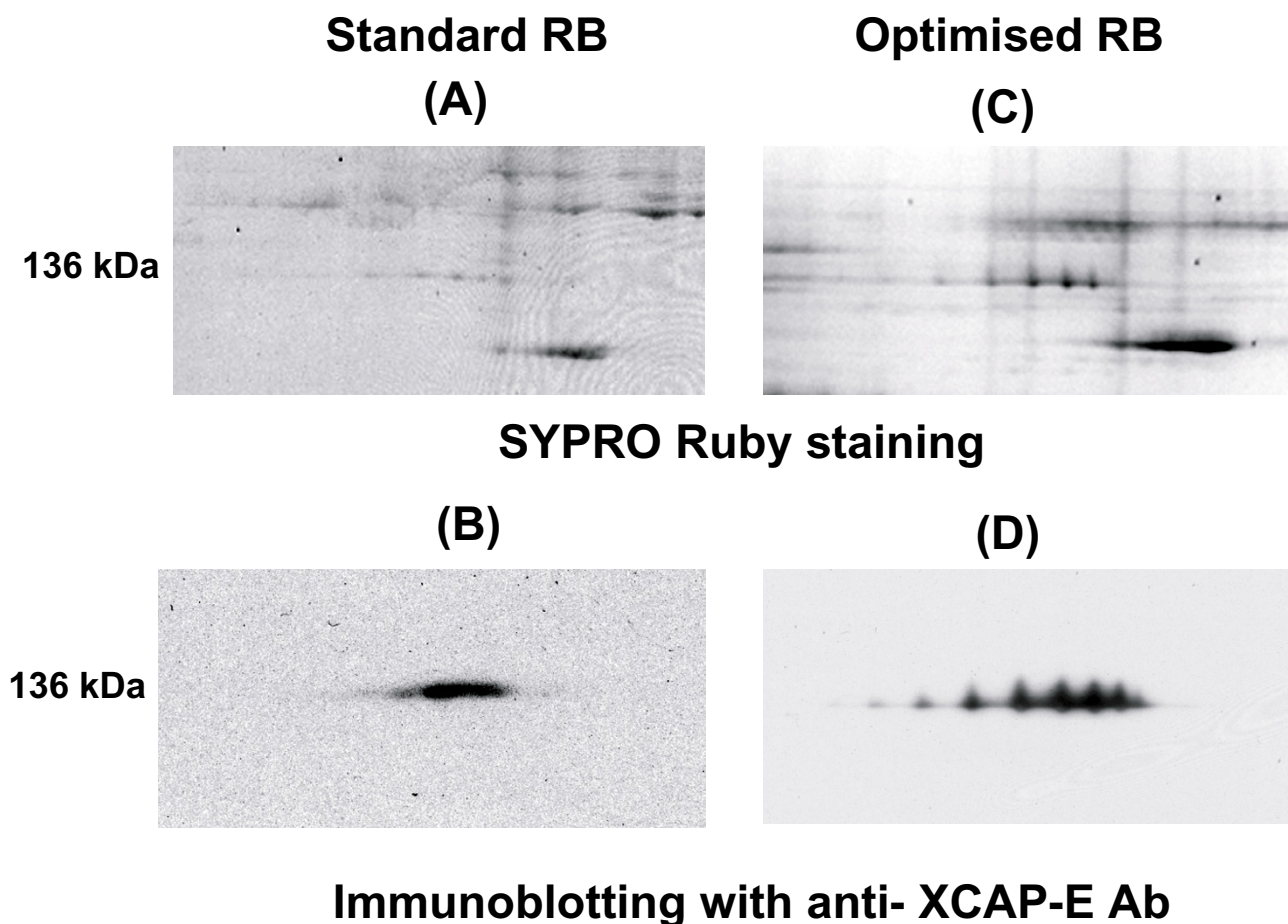 Standard RB
Optimised RB
(A)
(C)
136 kDa
SYPRO Ruby staining
(B)
(D)
136 kDa
Immunoblotting with anti- XCAP-E Ab